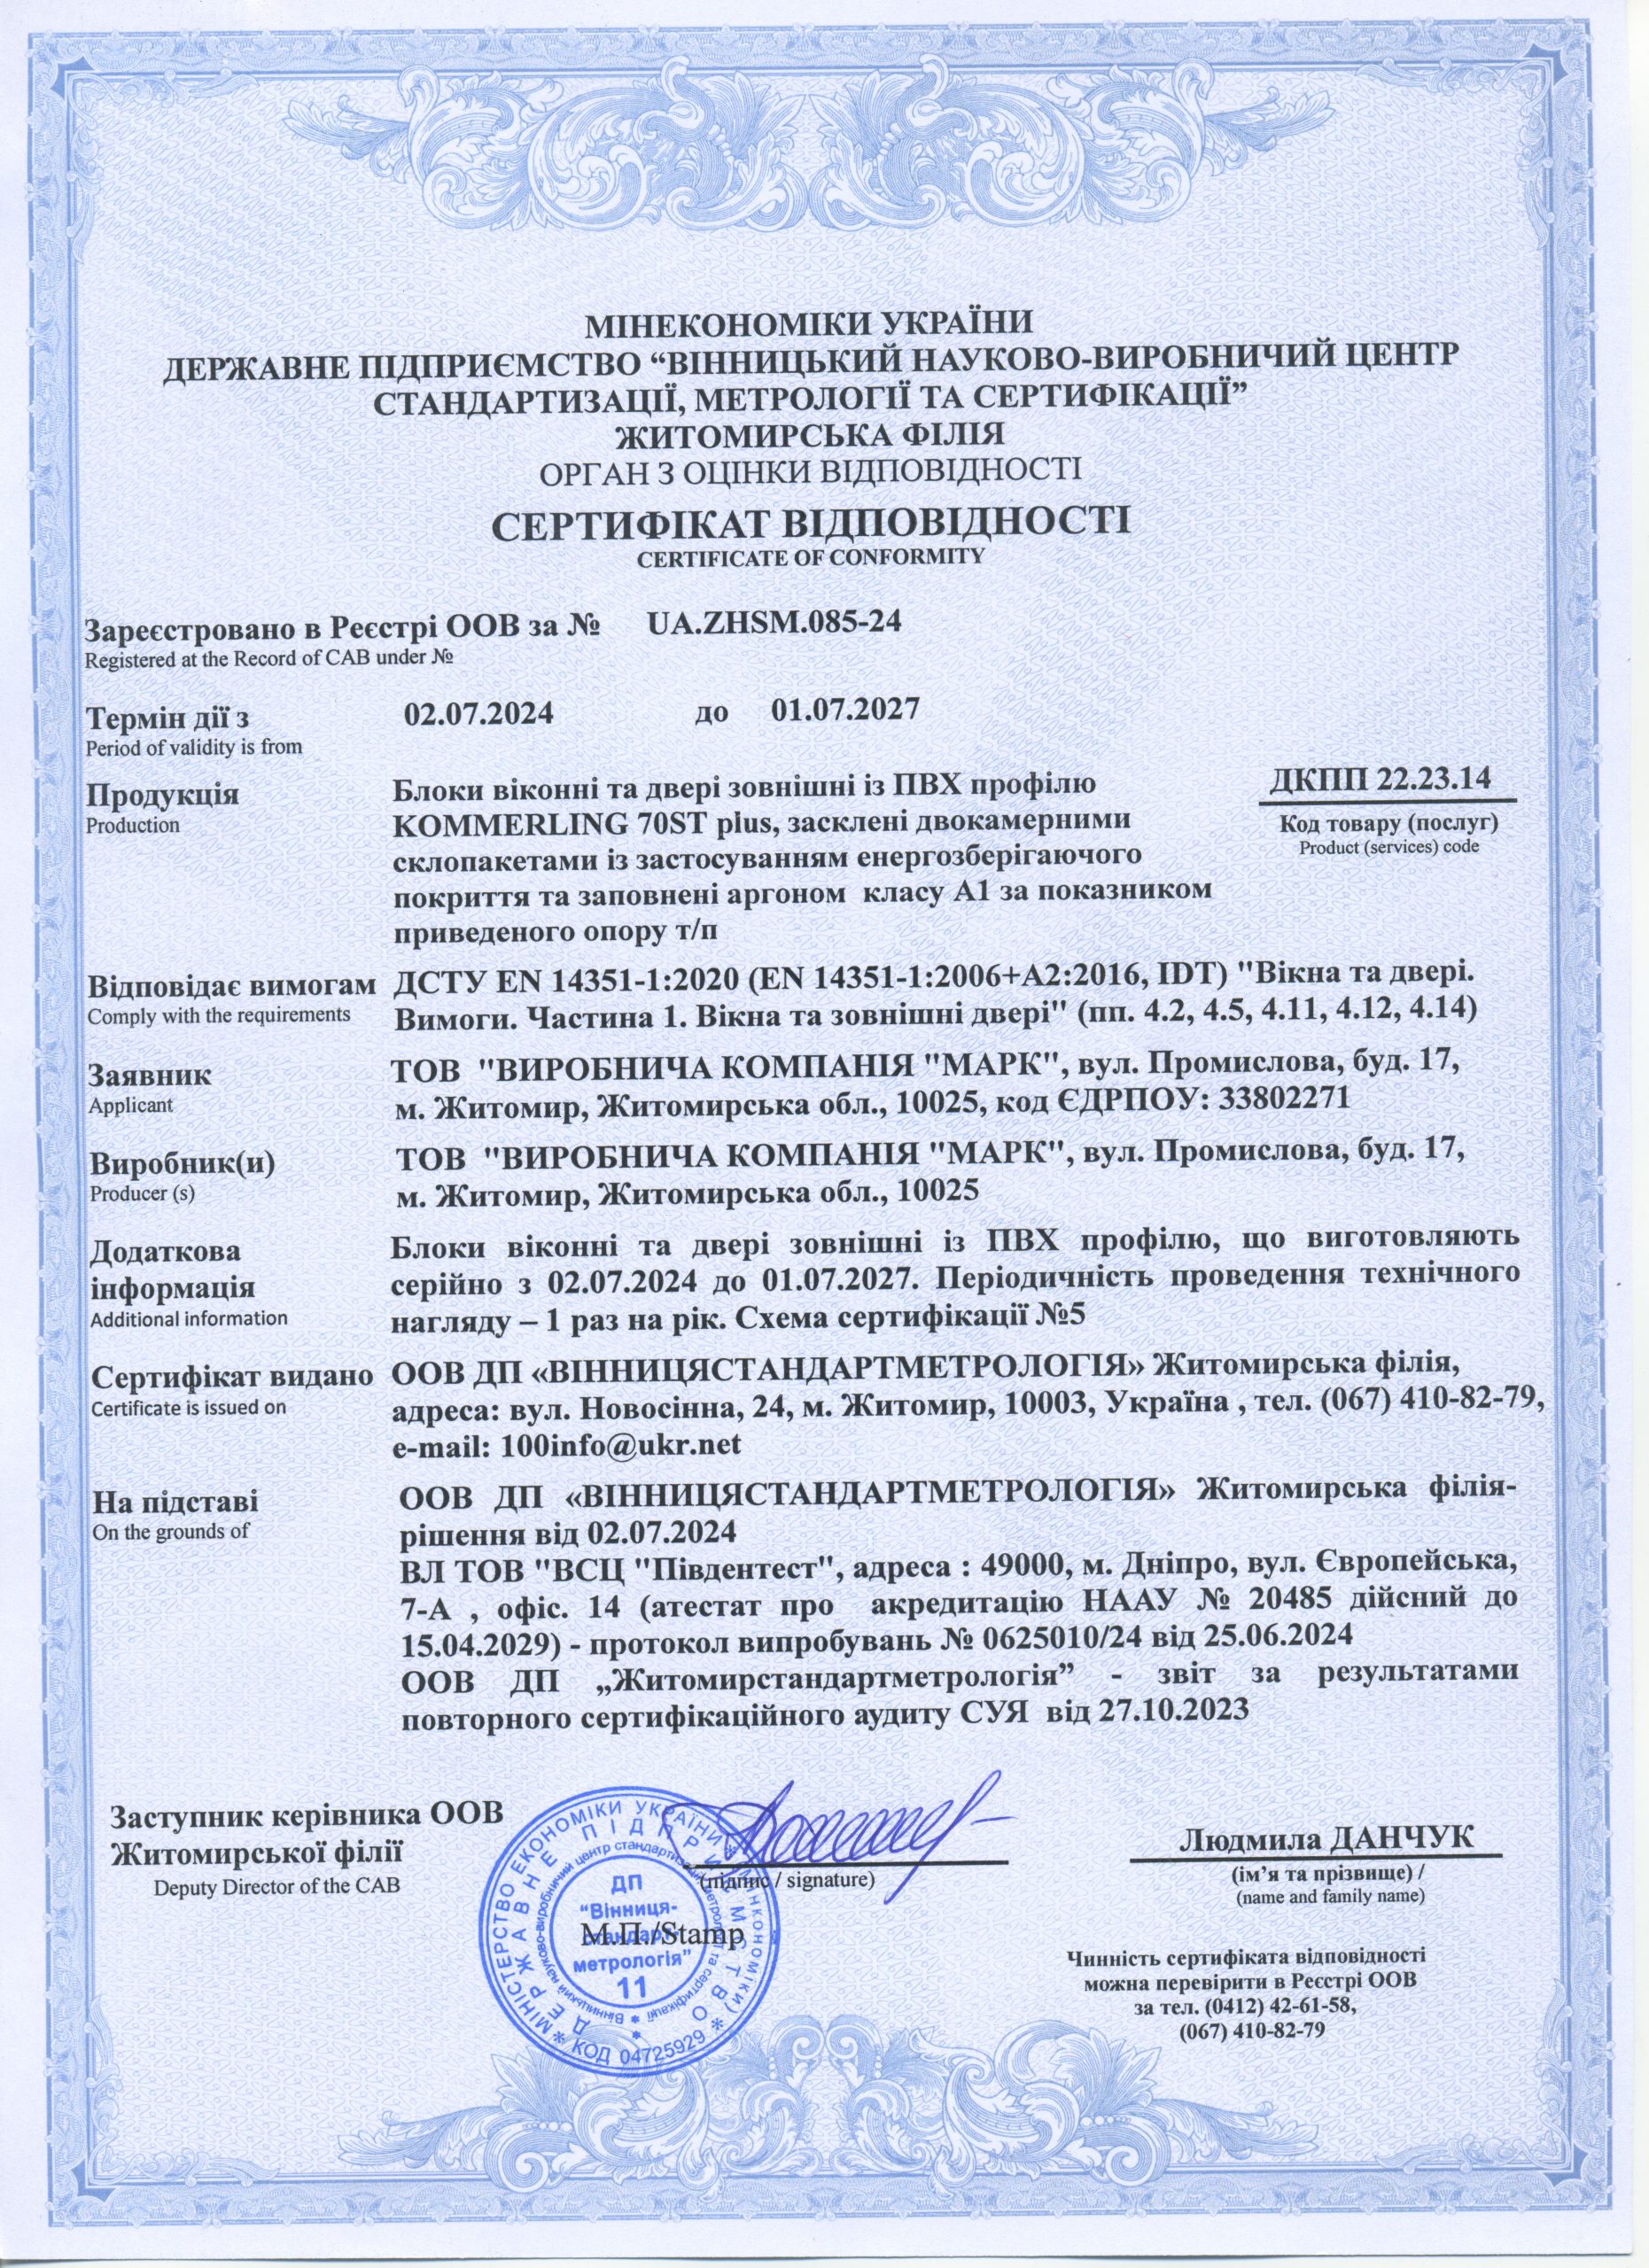 МІНЕКОНОМІКИ УКРАЇНИ
ДЕРЖАВНЕ ПІДПРИЄМСТВО “ВІННИЦЬКИЙ НАУКОВО-ВИРОБНИЧИЙ ЦЕНТР
СТАНДАРТИЗАЦІЇ, МЕТРОЛОГІЇ ТА СЕРТИФІКАЦІЇ”
ЖИТОМИРСЬКА ФІЛІЯ
ОРГАН З ОЦІНКИ ВІДПОВІДНОСТІ
СЕРТИФІКАТ ВІДПОВІДНОСТІ
CERTIFICATE OF CONFORMITY
Зареєстровано в Реєстрі ООВ за № UA.ZHSM.085-24
Registered at the Record of CAB under №
Термін дії з 02.07.2024 до 01.07.2027
Period of validity is from
Продукція
Production
Блоки віконні та двері зовнішні із ПВХ профілю
KOMMERLING 70ST plus, засклені двокамерними
склопакетами із застосуванням енергозберігаючого
покриття та заповнені аргоном класу А1 за показником
приведеного опору т/п
ДКПП 22.23.14
Код товару (послуг)
Product (services) code
Відповідає вимогам
Comply with the requirements
ДСТУ EN 14351-1:2020 (EN 14351-1:2006+А2:2016, IDT) "Вікна та двері.
Вимоги. Частина 1. Вікна та зовнішні двері" (пп. 4.2, 4.5, 4.11, 4.12, 4.14)
Заявник
Applicant
ТОВ "ВИРОБНИЧА КОМПАНІЯ "МАРК", вул. Промислова, буд. 17,
м. Житомир, Житомирська обл., 10025, код ЄДРПОУ: 33802271
Виробник(и)
Producer (s)
ТОВ "ВИРОБНИЧА КОМПАНІЯ "МАРК", вул. Промислова, буд. 17,
м. Житомир, Житомирська обл., 10025
Додаткова
інформація
Additional information
Блоки віконні та двері зовнішні із ПВХ профілю, що виготовляють
серійно з 02.07.2024 до 01.07.2027. Періодичність проведення технічного
нагляду – 1 раз на рік. Схема сертифікації №5
Сертифікат видано
Certificate is issued on
ООВ ДП «ВІННИЦЯСТАНДАРТМЕТРОЛОГІЯ» Житомирська філія,
адреса: вул. Новосінна, 24, м. Житомир, 10003, Україна , тел. (067) 410-82-79,
e-mail: 100info@ukr.net
На підставі
On the grounds of
ООВ ДП «ВІННИЦЯСТАНДАРТМЕТРОЛОГІЯ» Житомирська філія-
рішення від 02.07.2024
ВЛ ТОВ "ВСЦ "Південтест", адреса : 49000, м. Дніпро, вул. Європейська,
7-А , офіс. 14 (атестат про акредитацію НААУ № 20485 дійсний до
15.04.2029) - протокол випробувань № 0625010/24 від 25.06.2024
ООВ ДП „Житомирстандартметрологія” - звіт за результатами
повторного сертифікаційного аудиту СУЯ від 27.10.2023
Заступник керівника ООВ
Житомирської філії
Deputy Director of the CAB
(підпис / signature)
М.П./Stamp
Людмила ДАНЧУК
(ім’я та прізвище) /
(name and family name)
Чинність сертифіката відповідності
можна перевірити в Реєстрі ООВ
за тел. (0412) 42-61-58,
(067) 410-82-79
МІНІСТЕРСТВО ЕКОНОМІКИ УКРАЇНИ (Мінекономіки)
ДЕРЖАВНЕ ПІДПРИЄМСТВО
Вінницький науково-виробничий центр стандартизації, метрології та сертифікації
КОД 04725929
ДП
“Вінниця-
стандарт-
метрологія”
11